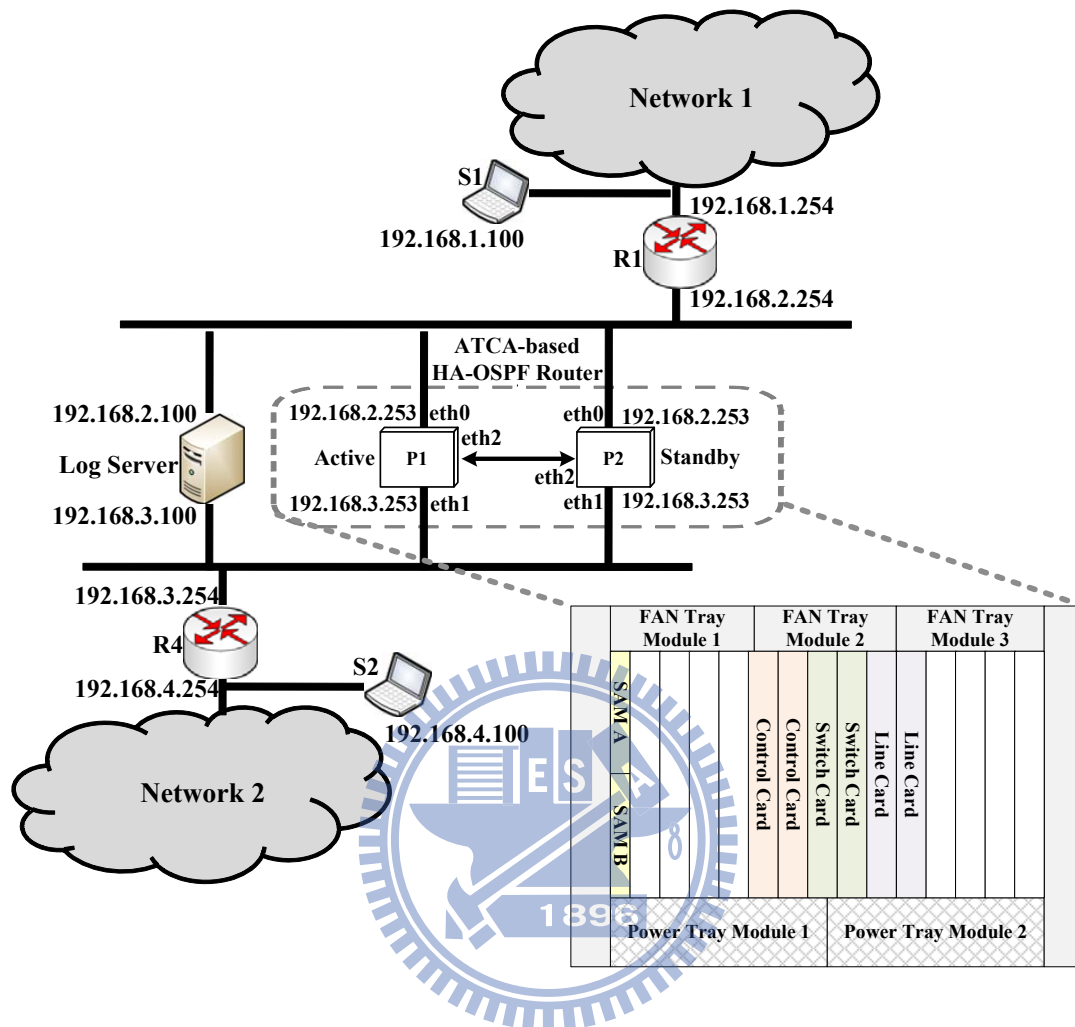 Network 1
S1
192.168.1.100
192.168.1.254
R1
192.168.2.254
ATCA-based
HA-OSPF Router
192.168.2.100
Log Server
192.168.3.100
192.168.2.253
eth0
eth0
192.168.2.253
eth2
Active
P1
P2
Standby
eth2
192.168.3.253
eth1
eth1
192.168.3.253
192.168.3.254
R4
192.168.4.254
S2
192.168.4.100
Network 2
FAN Tray
Module 1
FAN Tray
Module 2
FAN Tray
Module 3
SAM A
SAM B
Control Card
Control Card
Switch Card
Switch Card
Line Card
Line Card
Power Tray Module 1
Power Tray Module 2
E S
1896